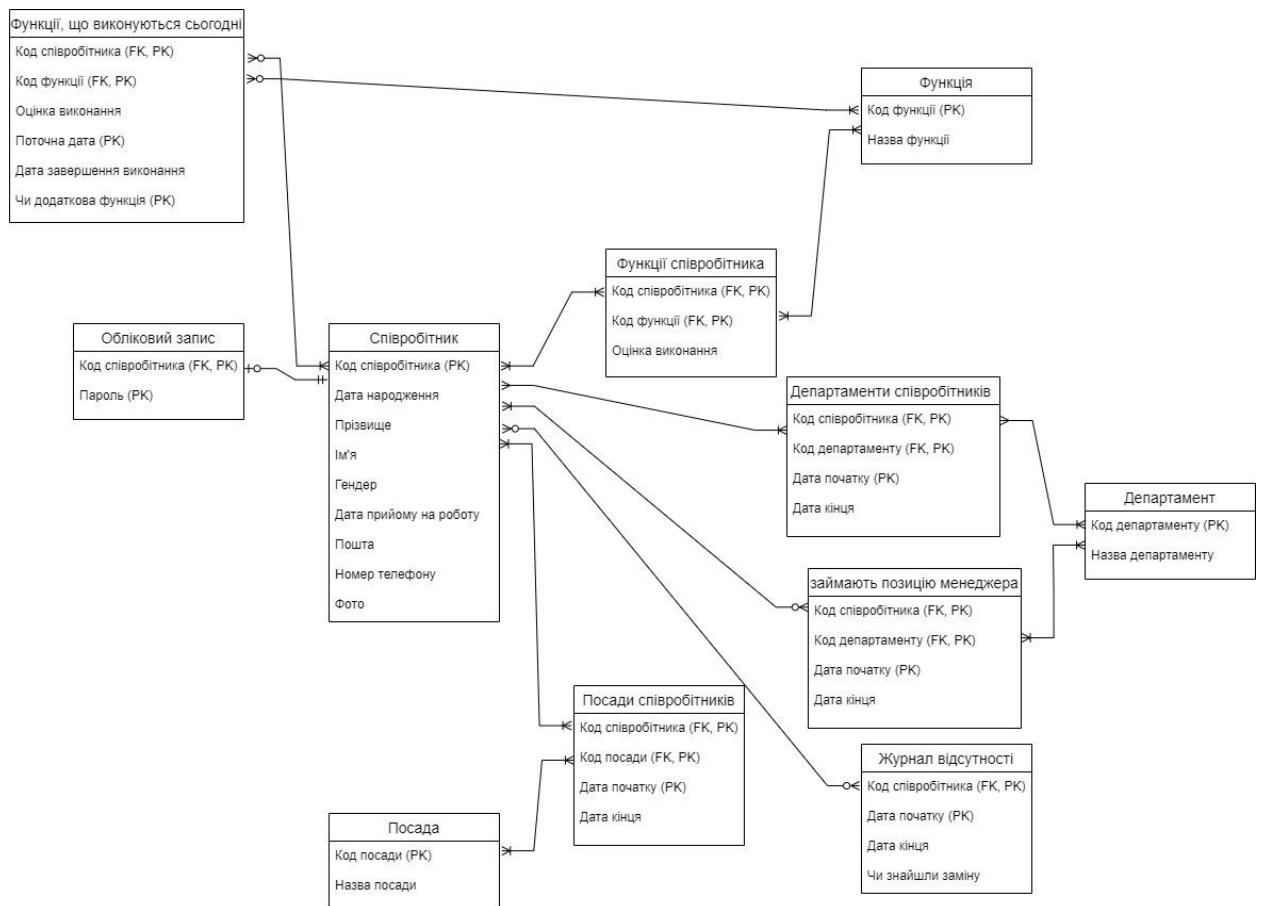 Функції, що виконуються сьогодні
Код співробітника (FK, PK)
Код функції (FK, PK)
Оцінка виконання
Поточна дата (PK)
Дата завершення виконання
Чи додаткова функція (PK)
Функція
Код функції (PK)
Назва функції
Функції співробітника
Код співробітника (FK, PK)
Код функції (FK, PK)
Оцінка виконання
Обліковий запис
Код співробітника (FK, PK)
Пароль (PK)
Співробітник
Код співробітника (PK)
Дата народження
Прізвище
Ім'я
Гендер
Дата прийому на роботу
Пошта
Номер телефону
Фото
Департаменти співробітників
Код співробітника (FK, PK)
Код департаменту (FK, PK)
Дата початку (PK)
Дата кінця
Департамент
Код департаменту (PK)
Назва департаменту
займають позицію менеджера
Код співробітника (FK, PK)
Код департаменту (FK, PK)
Дата початку (PK)
Дата кінця
Посади співробітників
Код співробітника (FK, PK)
Код посади (FK, PK)
Дата початку (PK)
Дата кінця
Журнал відсутності
Код співробітника (FK, PK)
Дата початку (PK)
Дата кінця
Чи знайшли заміну
Посада
Код посади (PK)
Назва посади